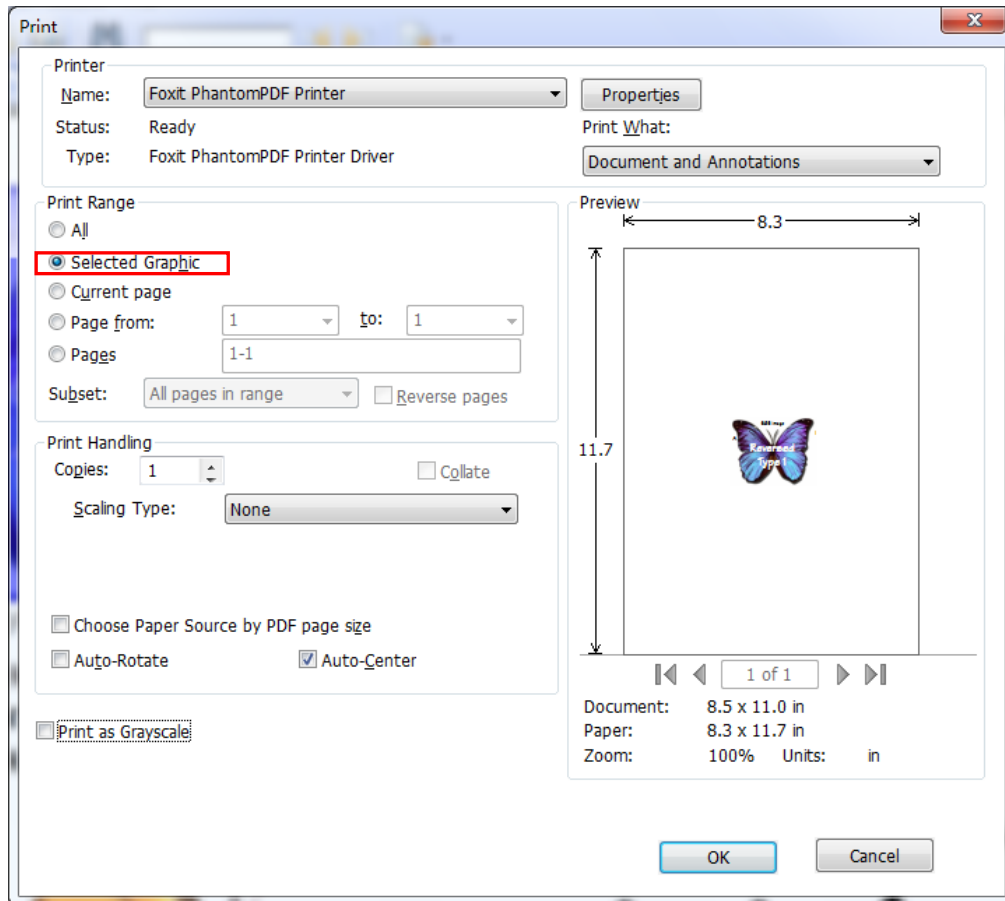 Print
Printer
Name: Foxit PhantomPDF Printer Properties
Status: Ready Print What:
Type: Foxit PhantomPDF Printer Driver Document and Annotations
Print Range
All
Selected Graphic
Current page
Page from: 1 to: 1
Pages 1-1
Subset: All pages in range Reverse pages
Print Handling
Copies: 1 Collate
Scaling Type: None
Choose Paper Source by PDF page size
Auto-Rotate Auto-Center
Print as Grayscale
Preview
8.3
11.7
Reversed
Type !
1 of 1
Document: 8.5 x 11.0 in
Paper: 8.3 x 11.7 in
Zoom: 100% Units: in
OK Cancel